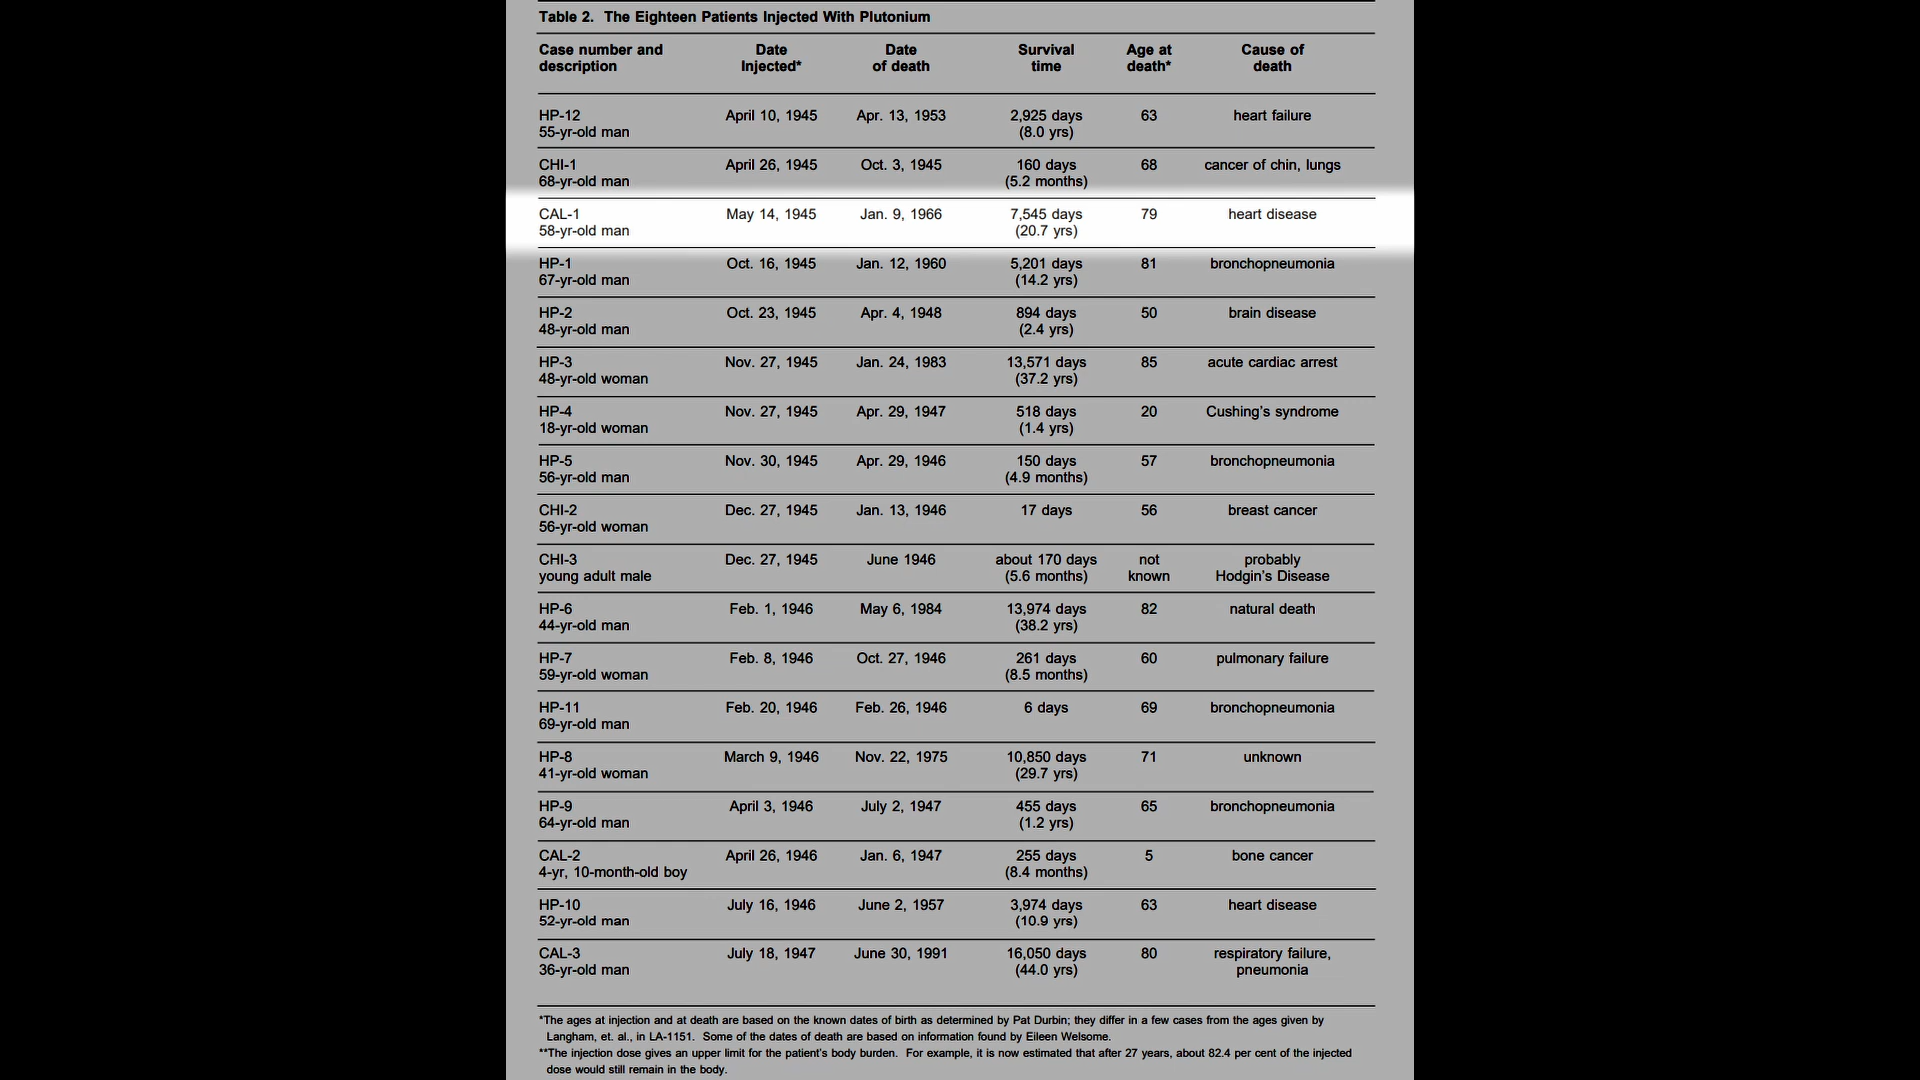 Table 2. The Eighteen Patients Injected With Plutonium
Case number and description Date Injected* Date of death Survival time Age at death* Cause of death
HP-12 April 10, 1945 Apr. 13, 1953 2,925 days 63 heart failure
55-yr-old man (8.0 yrs)
CHI-1 April 26, 1945 Oct. 3, 1945 160 days 68 cancer of chin, lungs
68-yr-old man (5.2 months)
CAL-1 May 14, 1945 Jan. 9, 1966 7,545 days 79 heart disease
58-yr-old man (20.7 yrs)
HP-1 Oct. 16, 1945 Jan. 12, 1960 5,201 days 81 bronchopneumonia
67-yr-old man (14.2 yrs)
HP-2 Oct. 23, 1945 Apr. 4, 1948 894 days 50 brain disease
48-yr-old man (2.4 yrs)
HP-3 Nov. 27, 1945 Jan. 24, 1983 13,571 days 85 acute cardiac arrest
48-yr-old woman (37.2 yrs)
HP-4 Nov. 27, 1945 Apr. 29, 1947 518 days 20 Cushing's syndrome
18-yr-old woman (1.4 yrs)
HP-5 Nov. 30, 1945 Apr. 29, 1946 150 days 57 bronchopneumonia
56-yr-old man (4.9 months)
CHI-2 Dec. 27, 1945 Jan. 13, 1946 17 days 56 breast cancer
56-yr-old woman
CHI-3 Dec. 27, 1945 June 1946 about 170 days not probably
young adult male (5.6 months) known Hodgin's Disease
HP-6 Feb. 1, 1946 May 6, 1984 13,974 days 82 natural death
44-yr-old man (38.2 yrs)
HP-7 Feb. 8, 1946 Oct. 27, 1946 261 days 60 pulmonary failure
59-yr-old woman (8.5 months)
HP-11 Feb. 20, 1946 Feb. 26, 1946 6 days 69 bronchopneumonia
69-yr-old man
HP-8 March 9, 1946 Nov. 22, 1975 10,850 days 71 unknown
41-yr-old woman (29.7 yrs)
HP-9 April 3, 1946 July 2, 1947 455 days 65 bronchopneumonia
64-yr-old man (1.2 yrs)
CAL-2 April 26, 1946 Jan. 6, 1947 255 days 5 bone cancer
4-yr, 10-month-old boy (8.4 months)
HP-10 July 16, 1946 June 2, 1957 3,974 days 63 heart disease
52-yr-old man (10.9 yrs)
CAL-3 July 18, 1947 June 30, 1991 16,050 days 80 respiratory failure,
36-yr-old man (44.0 yrs) pneumonia
*The ages at injection and at death are based on the known dates of birth as determined by Pat Durbin; they differ in a few cases from the ages given by
Langham, et. al., in LA-1151. Some of the dates of death are based on information found by Eileen Welsome.
**The injection dose gives an upper limit for the patient's body burden. For example, it is now estimated that after 27 years, about 82.4 per cent of the injected
dose would still remain in the body.